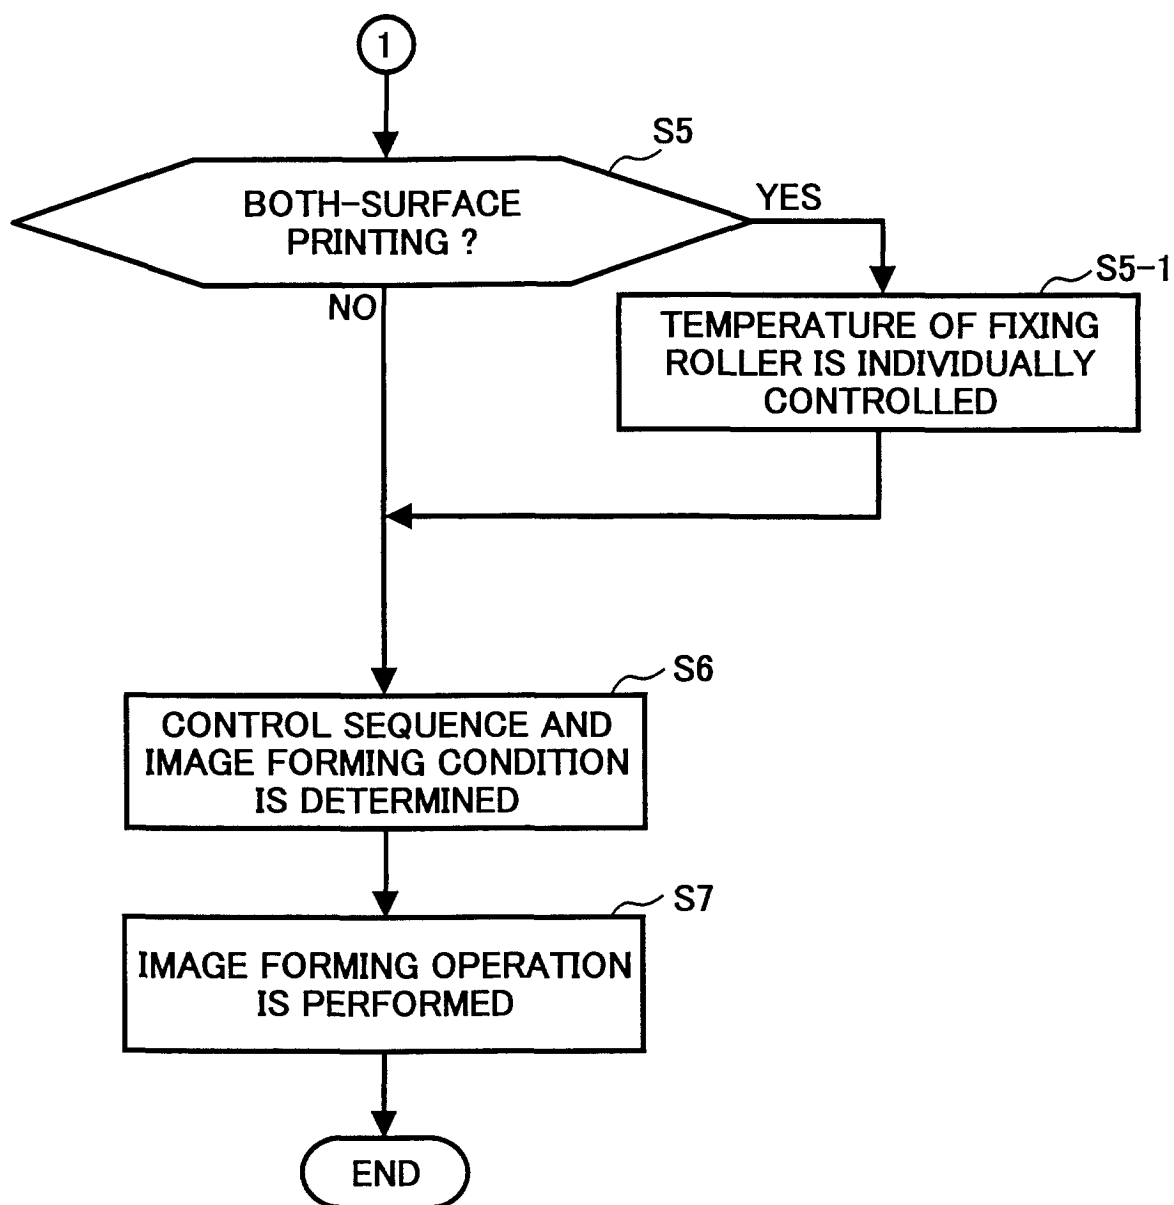 1
S5
BOTH-SURFACE
PRINTING ?
YES
NO
S5-1
TEMPERATURE OF FIXING
ROLLER IS INDIVIDUALLY
CONTROLLED
S6
CONTROL SEQUENCE AND
IMAGE FORMING CONDITION
IS DETERMINED
S7
IMAGE FORMING OPERATION
IS PERFORMED
END